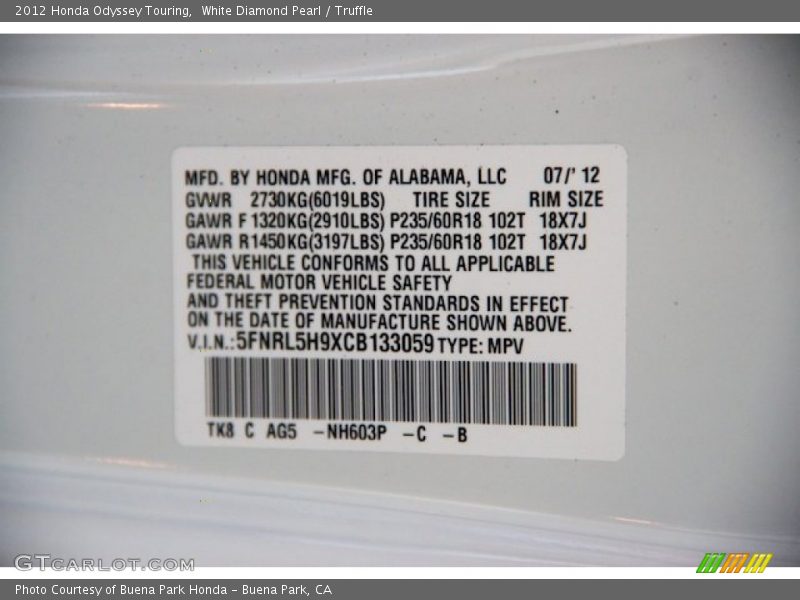 2012 Honda Odyssey Touring,  White Diamond Pearl / Truffle
MFD. BY HONDA MFG. OF ALABAMA, LLC 07/' 12
GVWR 2730KG(6019LBS) TIRE SIZE RIM SIZE
GAWR F 1320KG(2910LBS) P235/60R18 102T 18X7J
GAWR R1450KG(3197LBS) P235/60R18 102T 18X7J
THIS VEHICLE CONFORMS TO ALL APPLICABLE
FEDERAL MOTOR VEHICLE SAFETY
AND THEFT PREVENTION STANDARDS IN EFFECT
ON THE DATE OF MANUFACTURE SHOWN ABOVE.
V.I.N.:5FNRL5H9XCB133059 TYPE: MPV
TK8 C AG5 -NH603P -C -B
GTCARLOT.COM
Photo Courtesy of Buena Park Honda - Buena Park, CA